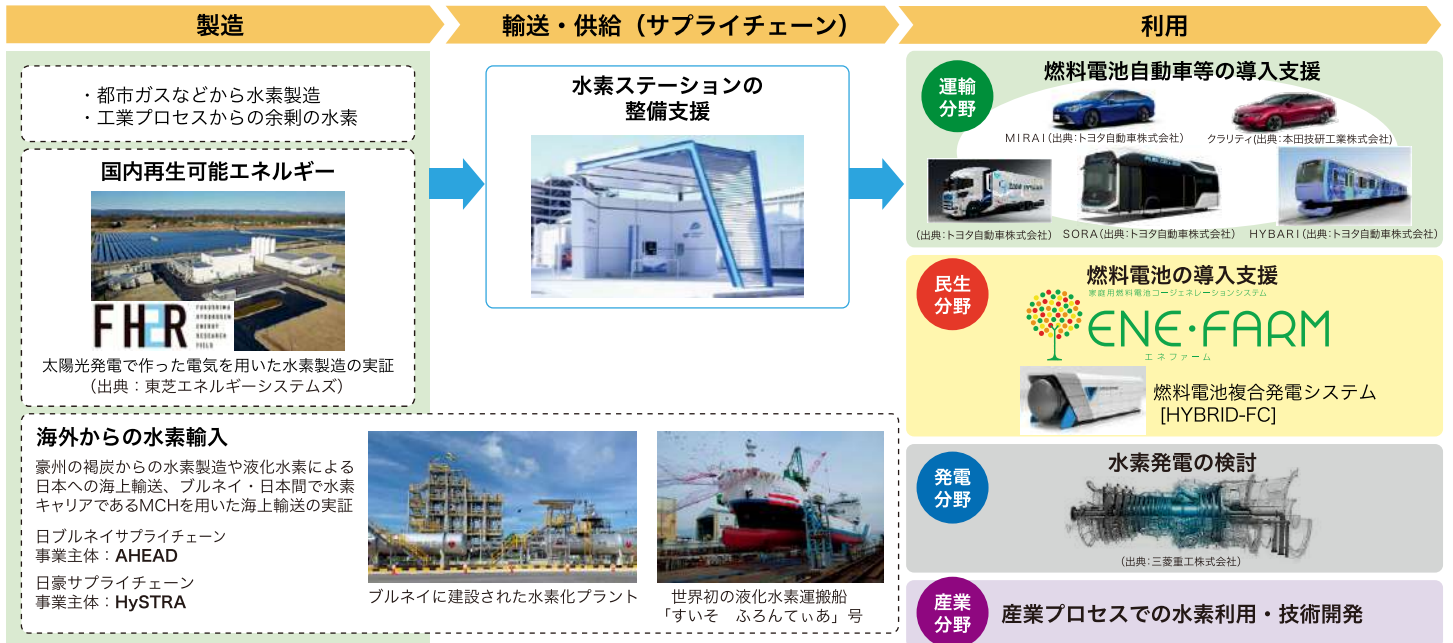 製造
輸送・供給（サプライチェーン）
利用
・都市ガスなどから水素製造
・工業プロセスからの余剰の水素
国内再生可能エネルギー
FH2R
FUKUSHIMA
HYDROGEN
ENERGY
RESEARCH
FIELD
太陽光発電で作った電気を用いた水素製造の実証
（出典：東芝エネルギーシステムズ）
海外からの水素輸入
豪州の褐炭からの水素製造や液化水素による
日本への海上輸送、ブルネイ・日本間で水素
キャリアであるMCHを用いた海上輸送の実証
日ブルネイサプライチェーン
事業主体：AHEAD
日豪サプライチェーン
事業主体：HySTRA
ブルネイに建設された水素化プラント
世界初の液化水素運搬船
「すいそ　ふろんてぃあ」号
水素ステーションの
整備支援
運輸
分野
燃料電池自動車等の導入支援
MIRAI（出典：トヨタ自動車株式会社）
クラリティ(出典：本田技研工業株式会社)
（出典：トヨタ自動車株式会社）
SORA（出典：トヨタ自動車株式会社）
HYBARI（出典：トヨタ自動車株式会社）
民生
分野
燃料電池の導入支援
家庭用燃料電池コージェネレーションシステム
ENE・FARM
エネファーム
燃料電池複合発電システム
[HYBRID-FC]
発電
分野
水素発電の検討
（出典：三菱重工株式会社）
産業
分野
産業プロセスでの水素利用・技術開発